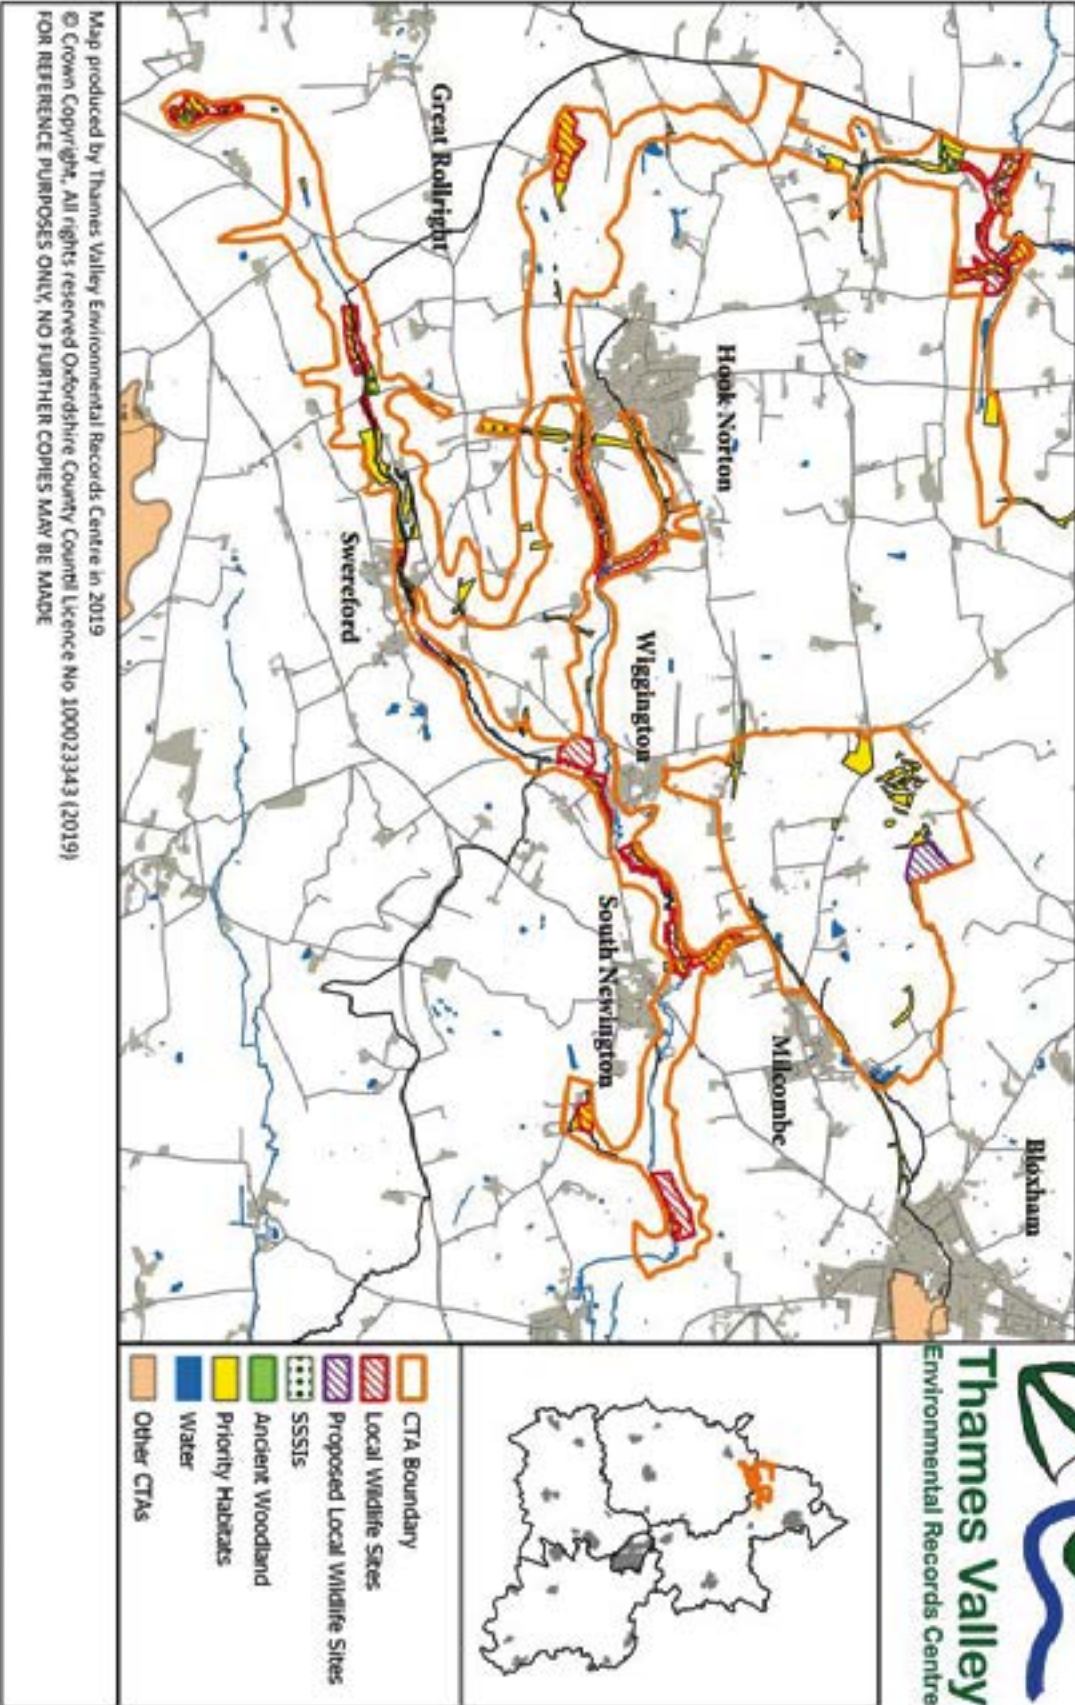 Thames Valley
Environmental Records Centre
Bloxham
Milcombe
Hook Norton
Wiggington
South Newington
Great Rollright
Swereford
CTA Boundary
Local Wildlife Sites
Proposed Local Wildlife Sites
SSSIs
Ancient Woodland
Priority Habitats
Water
Other CTAs
Map produced by Thames Valley Environmental Records Centre in 2019
© Crown Copyright, All rights reserved Oxfordshire County Council Licence No 100023343 (2019)
FOR REFERENCE PURPOSES ONLY, NO FURTHER COPIES MAY BE MADE